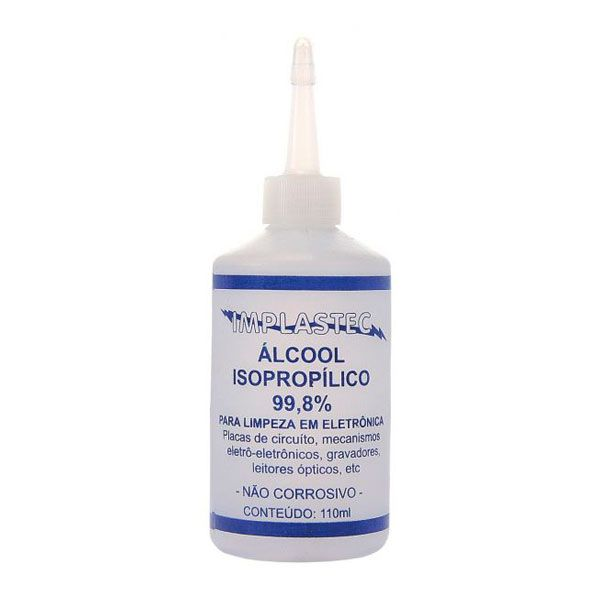 IMPLASTEC
ÁLCOOL
ISOPROPÍLICO
99,8%
PARA LIMPEZA EM ELETRÔNICA
Placas de circuíto, mecanismos
eletrô-eletrônicos, gravadores,
leitores ópticos, etc
- NÃO CORROSIVO -
CONTEÚDO: 110ml